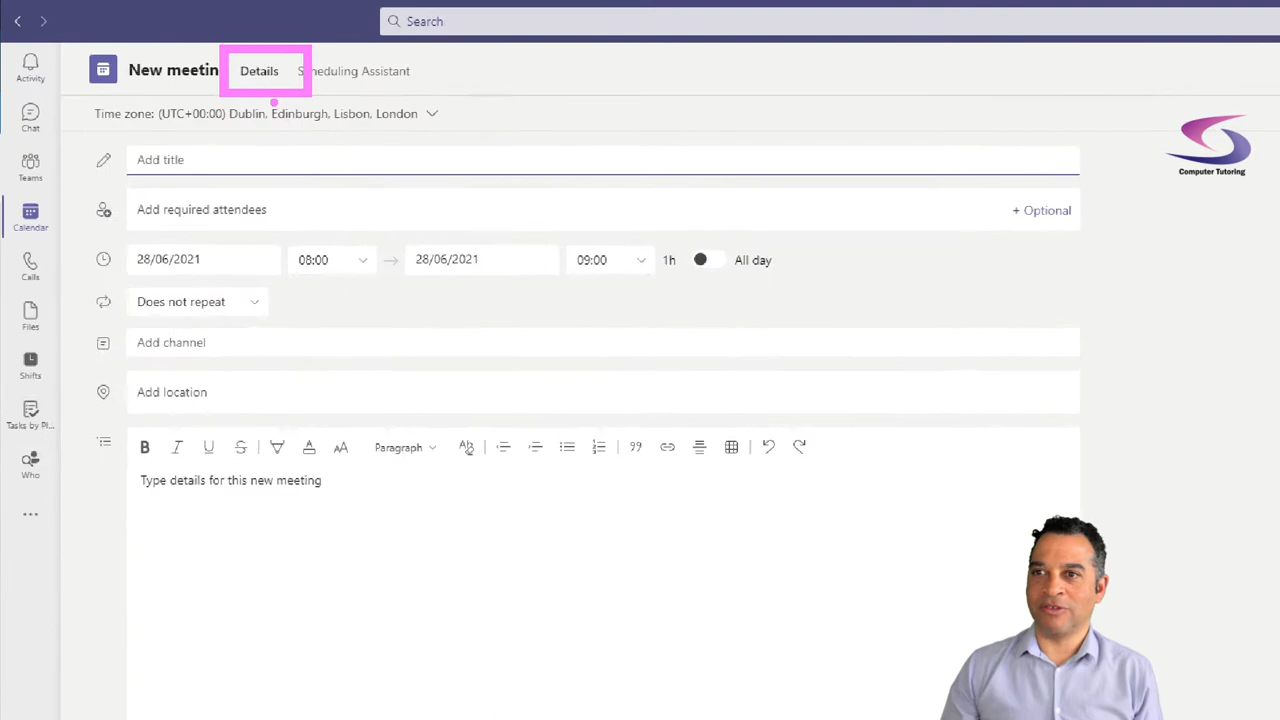 Search
Activity
Chat
Teams
Calendar
Calls
Files
Shifts
Tasks by Pl...
Who
New meetin
Details
Scheduling Assistant
Time zone: (UTC+00:00) Dublin, Edinburgh, Lisbon, London
Add title
Add required attendees
+ Optional
28/06/2021 08:00 → 28/06/2021 09:00 1h All day
Does not repeat
Add channel
Add location
Paragraph
Type details for this new meeting
Computer Tutoring